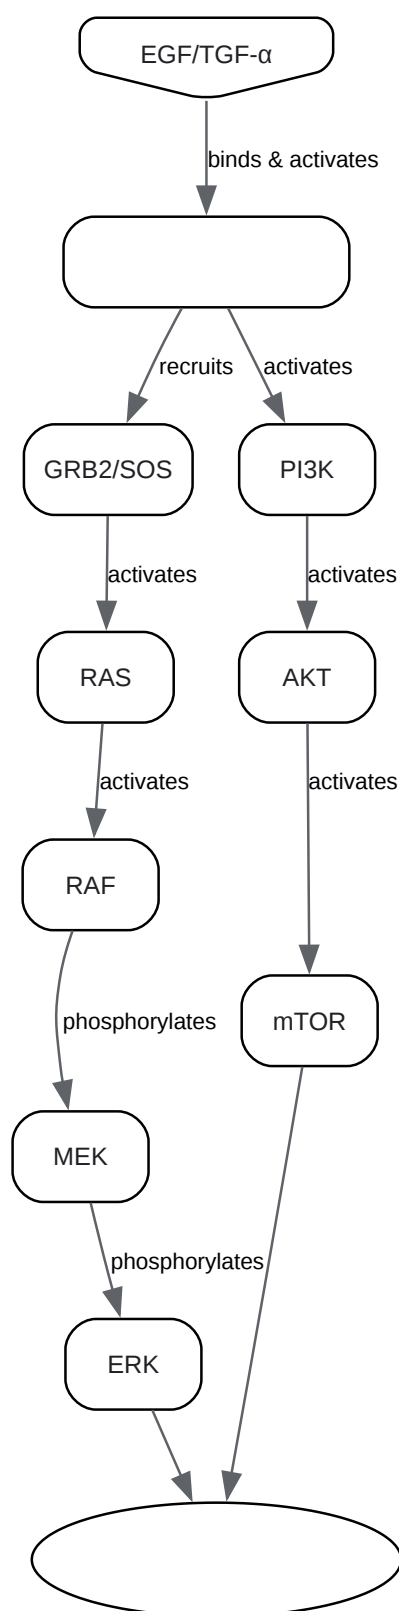 EGF/TGF-α
binds & activates
recruits
activates
GRB2/SOS
PI3K
activates
activates
RAS
AKT
activates
activates
RAF
phosphorylates
mTOR
MEK
phosphorylates
ERK